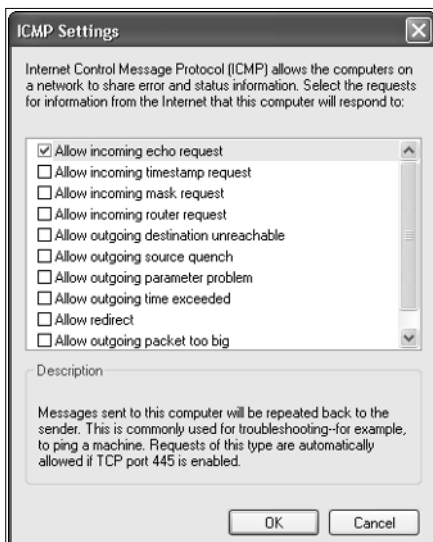 ICMP Settings
Internet Control Message Protocol (ICMP) allows the computers on
a network to share error and status information. Select the requests
for information from the Internet that this computer will respond to:
Allow incoming echo request
Allow incoming timestamp request
Allow incoming mask request
Allow incoming router request
Allow outgoing destination unreachable
Allow outgoing source quench
Allow outgoing parameter problem
Allow outgoing time exceeded
Allow redirect
Allow outgoing packet too big
Description
Messages sent to this computer will be repeated back to the
sender. This is commonly used for troubleshooting--for example,
to ping a machine. Requests of this type are automatically
allowed if TCP port 445 is enabled.
OK
Cancel